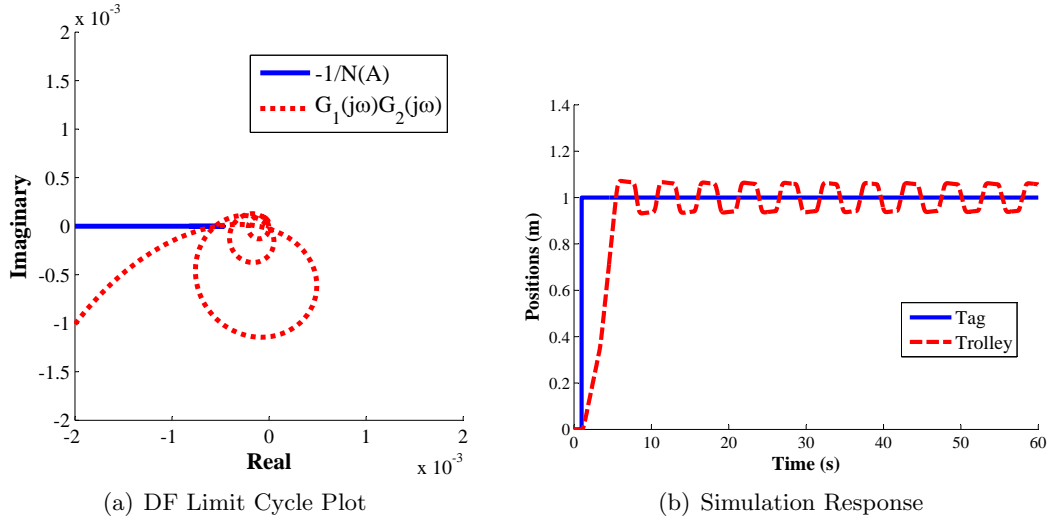 x 10⁻³
2
1.5
1
0.5
0
-0.5
-1
-1.5
-2
Imaginary
-1/N(A)
G₁(jω)G₂(jω)
-2 -1 0 1 2
Real
x 10⁻³
(a) DF Limit Cycle Plot
1.4
1.2
1
0.8
0.6
0.4
0.2
0
Positions (m)
Tag
Trolley
0 10 20 30 40 50 60
Time (s)
(b) Simulation Response